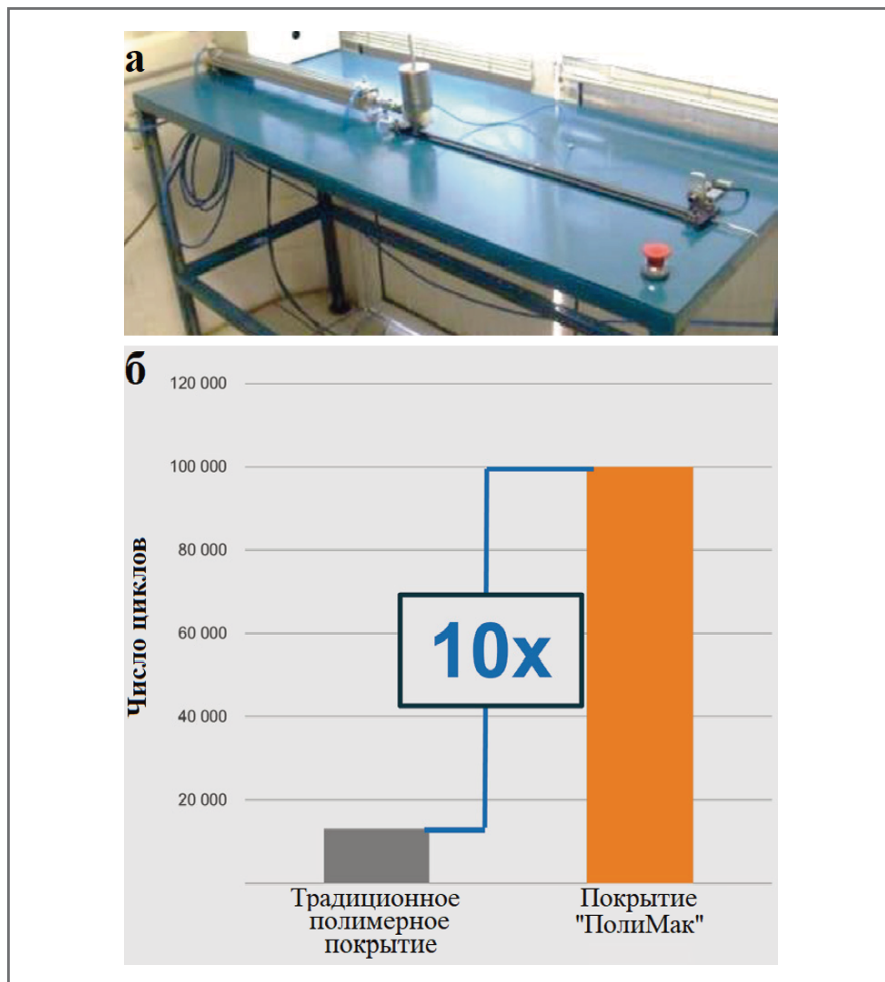 а
б
120 000
100 000
80 000
60 000
40 000
20 000
Число циклов
10x
Традиционное
полимерное
покрытие
Покрытие
"ПолиМак"